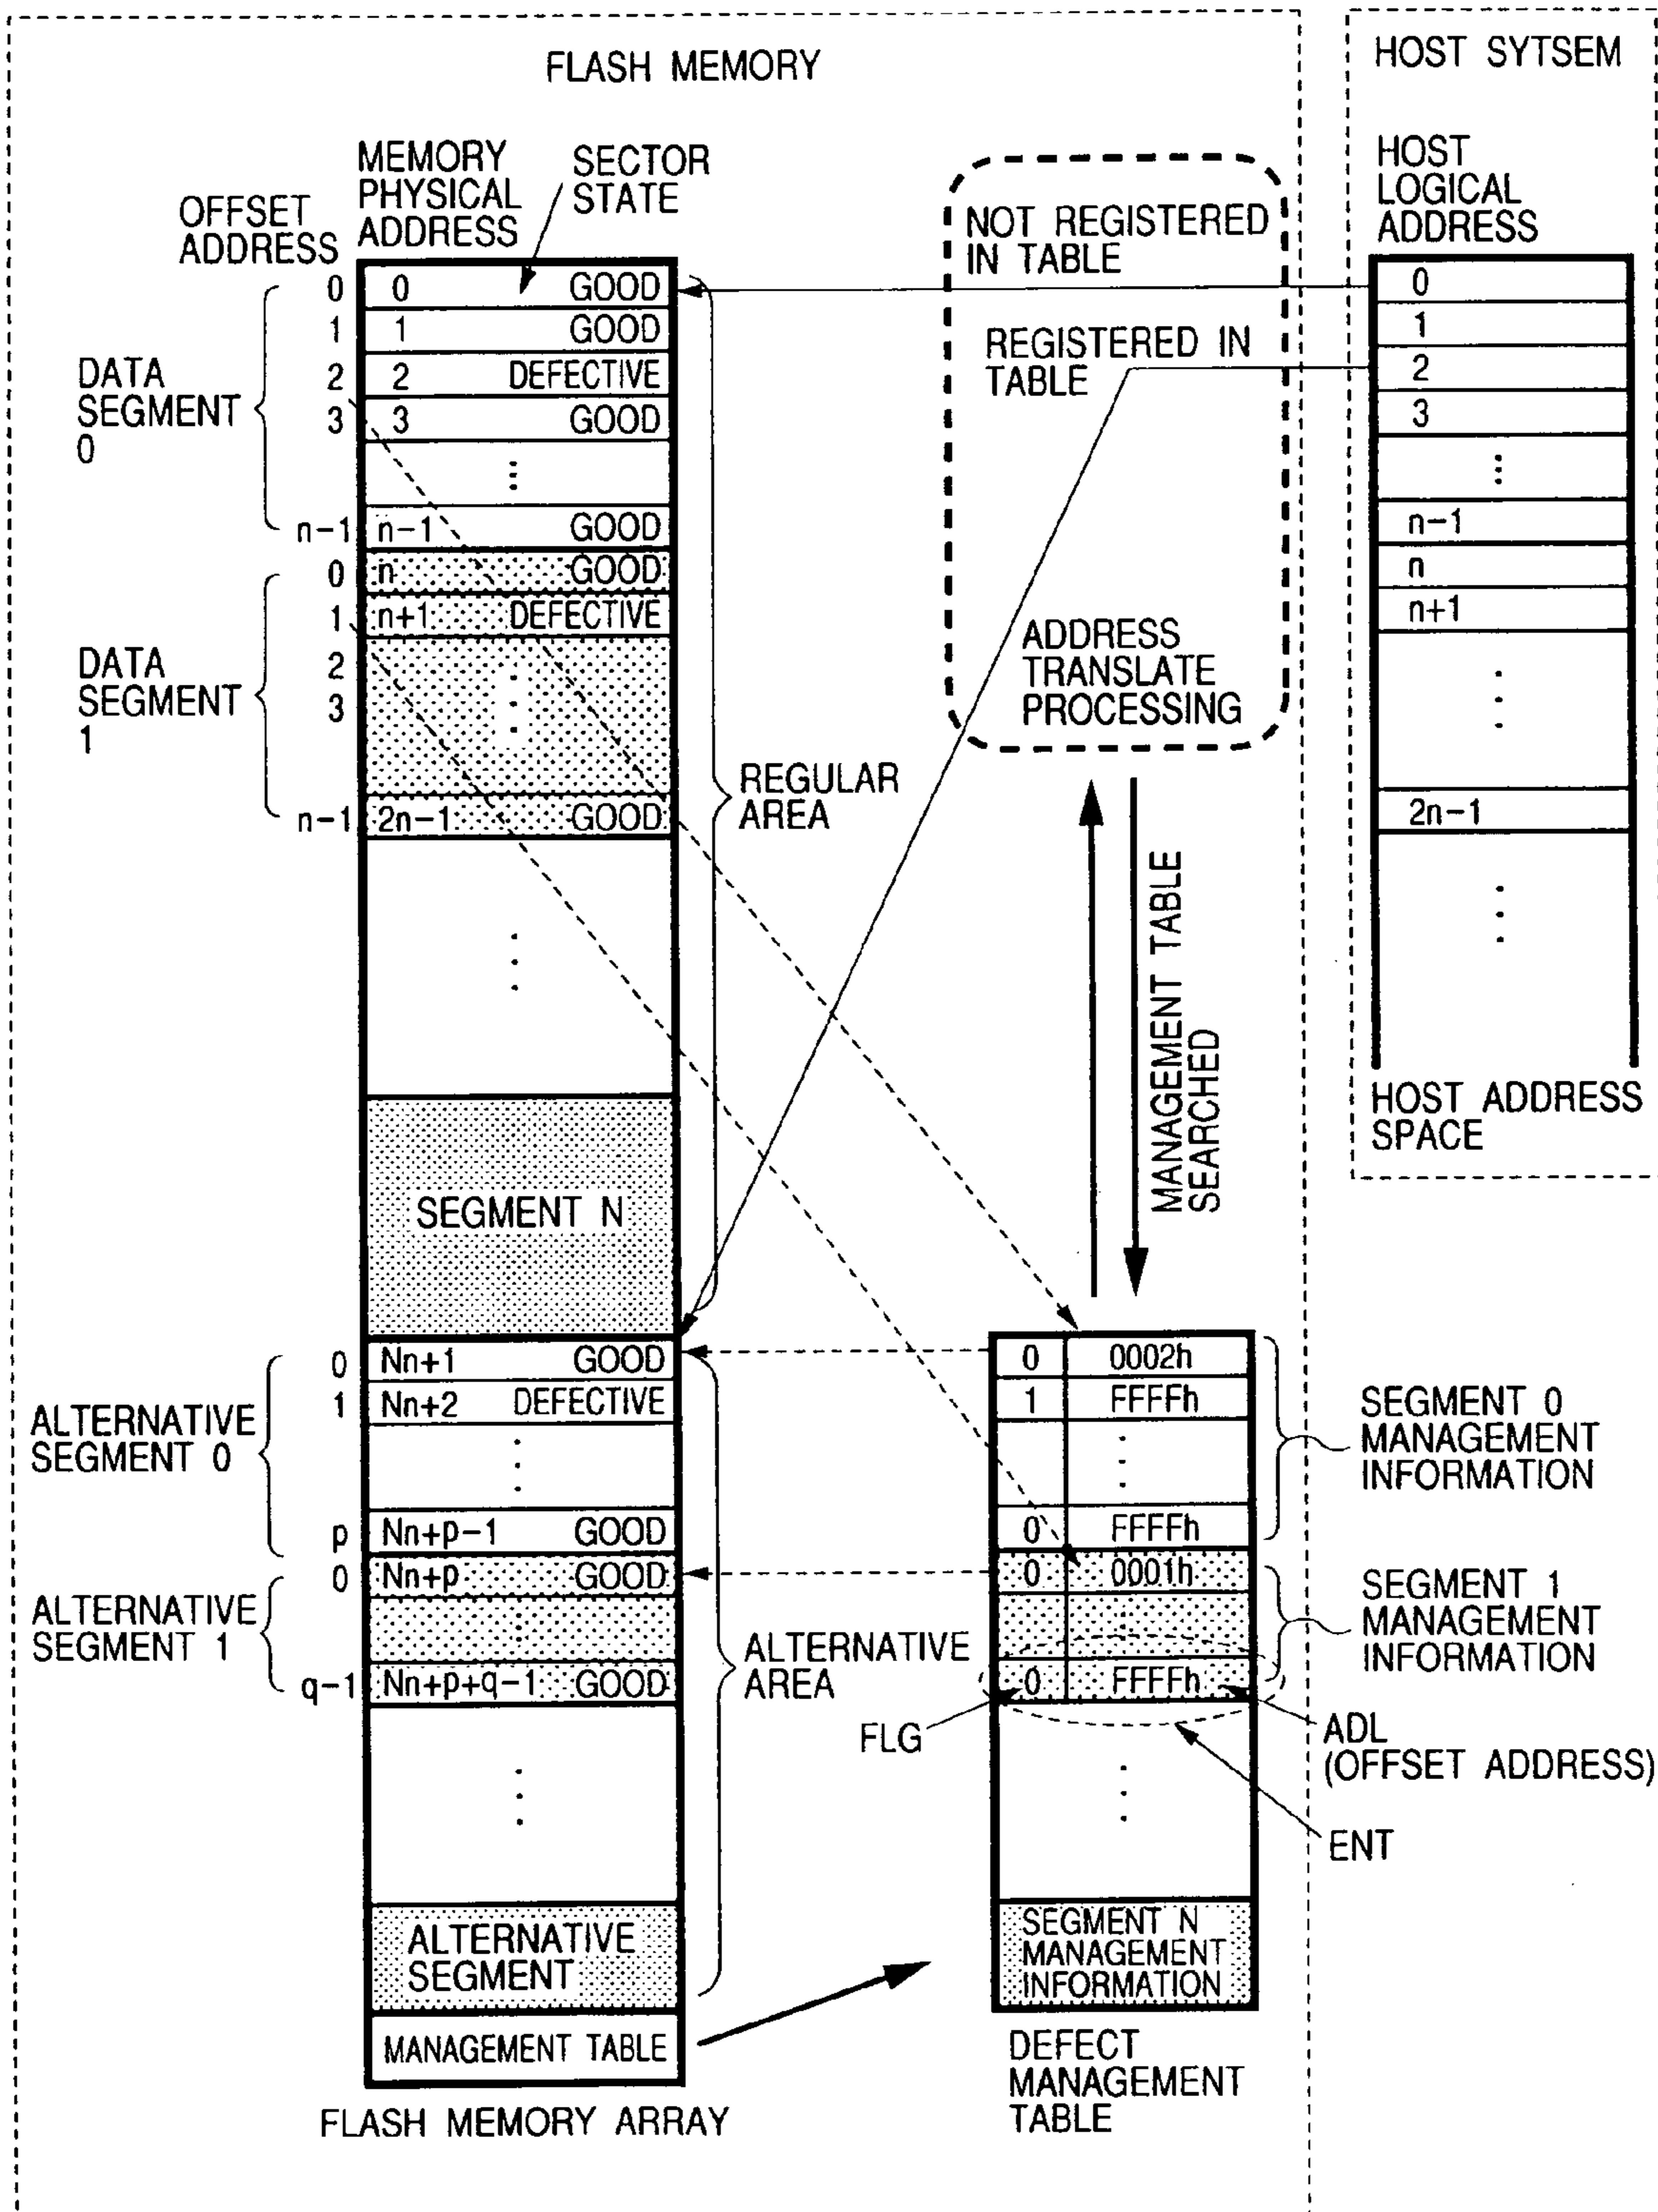 FLASH MEMORY
HOST SYTSEM
OFFSET
ADDRESS
MEMORY
PHYSICAL
ADDRESS
SECTOR
STATE
NOT REGISTERED
IN TABLE
REGISTERED IN
TABLE
ADDRESS
TRANSLATE
PROCESSING
HOST
LOGICAL
ADDRESS
DATA
SEGMENT
0
0 0 GOOD
1 1 GOOD
2 2 DEFECTIVE
3 3 GOOD
n-1 n-1 GOOD
DATA
SEGMENT
1
0 n GOOD
1 n+1 DEFECTIVE
2
3
n-1 2n-1 GOOD
REGULAR
AREA
0
1
2
3
n-1
n
n+1
2n-1
HOST ADDRESS
SPACE
MANAGEMENT TABLE
SEARCHED
SEGMENT N
ALTERNATIVE
SEGMENT 0
0 Nn+1 GOOD
1 Nn+2 DEFECTIVE
p Nn+p-1 GOOD
ALTERNATIVE
SEGMENT 1
0 Nn+p GOOD
q-1 Nn+p+q-1 GOOD
ALTERNATIVE
AREA
0 0002h
1 FFFFh
0 FFFFh
0 0001h
0 FFFFh
SEGMENT 0
MANAGEMENT
INFORMATION
SEGMENT 1
MANAGEMENT
INFORMATION
FLG
ADL
(OFFSET ADDRESS)
ENT
ALTERNATIVE
SEGMENT
MANAGEMENT TABLE
FLASH MEMORY ARRAY
SEGMENT N
MANAGEMENT
INFORMATION
DEFECT
MANAGEMENT
TABLE